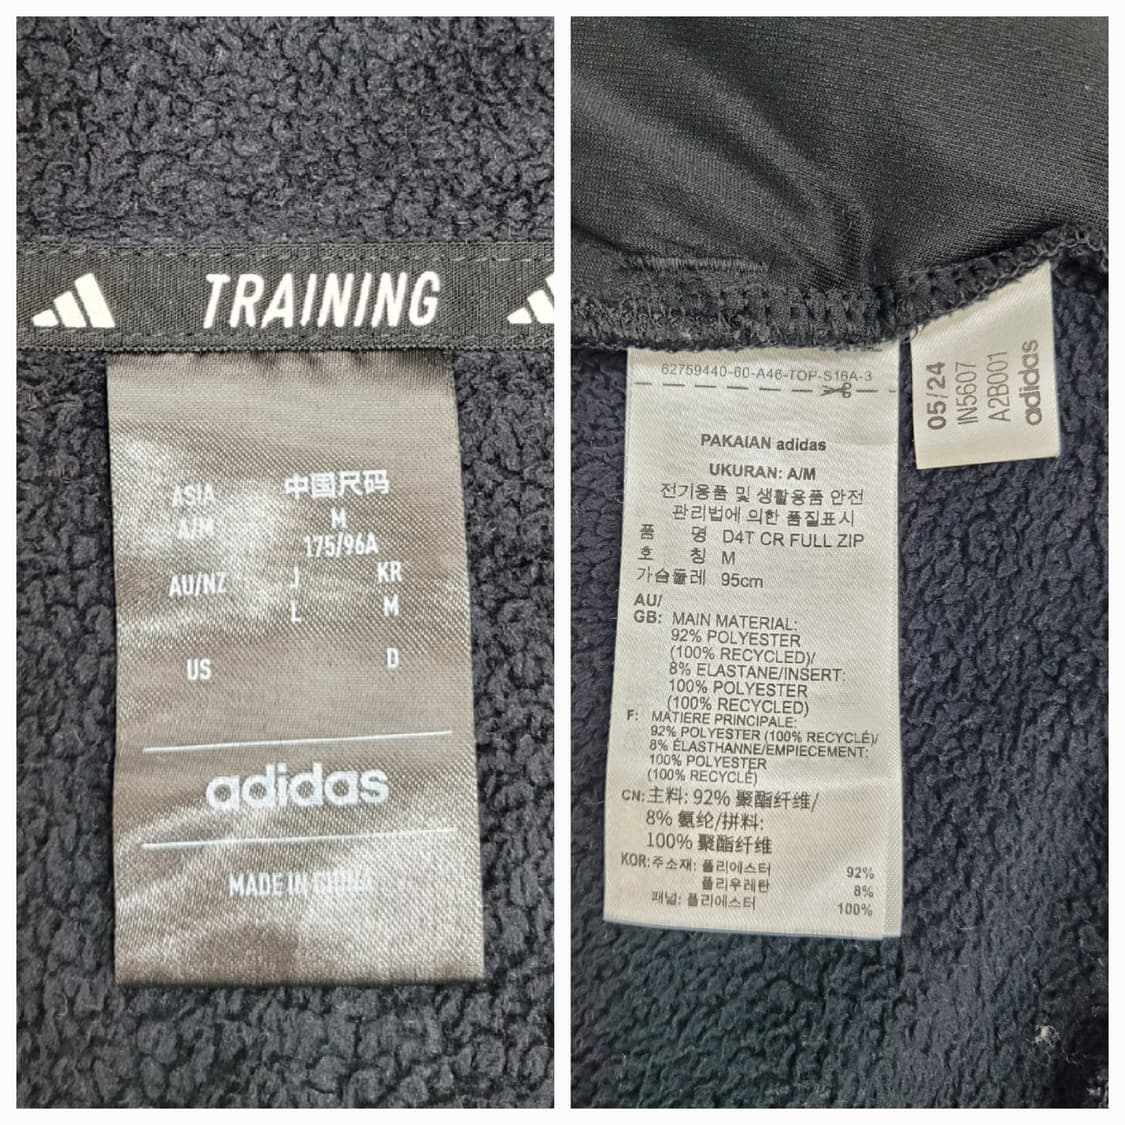 TRAINING
ASIA 中国尺码
A/M M
175/96A
AU/NZ J KR
L M
US D
adidas
MADE IN CHINA
62759440-60-A46-TOP-S16A-3
PAKAIAN adidas
UKURAN: A/M
전기용품 및 생활용품 안전
관리법에 의한 품질표시
품 명 D4T CR FULL ZIP
호 칭 M
가슴둘레 95cm
AU/
GB: MAIN MATERIAL:
92% POLYESTER
(100% RECYCLED)/
8% ELASTANE/INSERT:
100% POLYESTER
(100% RECYCLED)
F: MATIERE PRINCIPALE:
92% POLYESTER (100% RECYCLÉ)/
8% ÉLASTHANNE/EMPIECEMENT:
100% POLYESTER
(100% RECYCLÉ)
CN: 主料: 92% 聚酯纤维/
8% 氨纶/拼料:
100% 聚酯纤维
KOR: 주소재: 폴리에스터 92%
폴리우레탄 8%
패널: 폴리에스터 100%
05/24
IN5607
A2B001
adidas